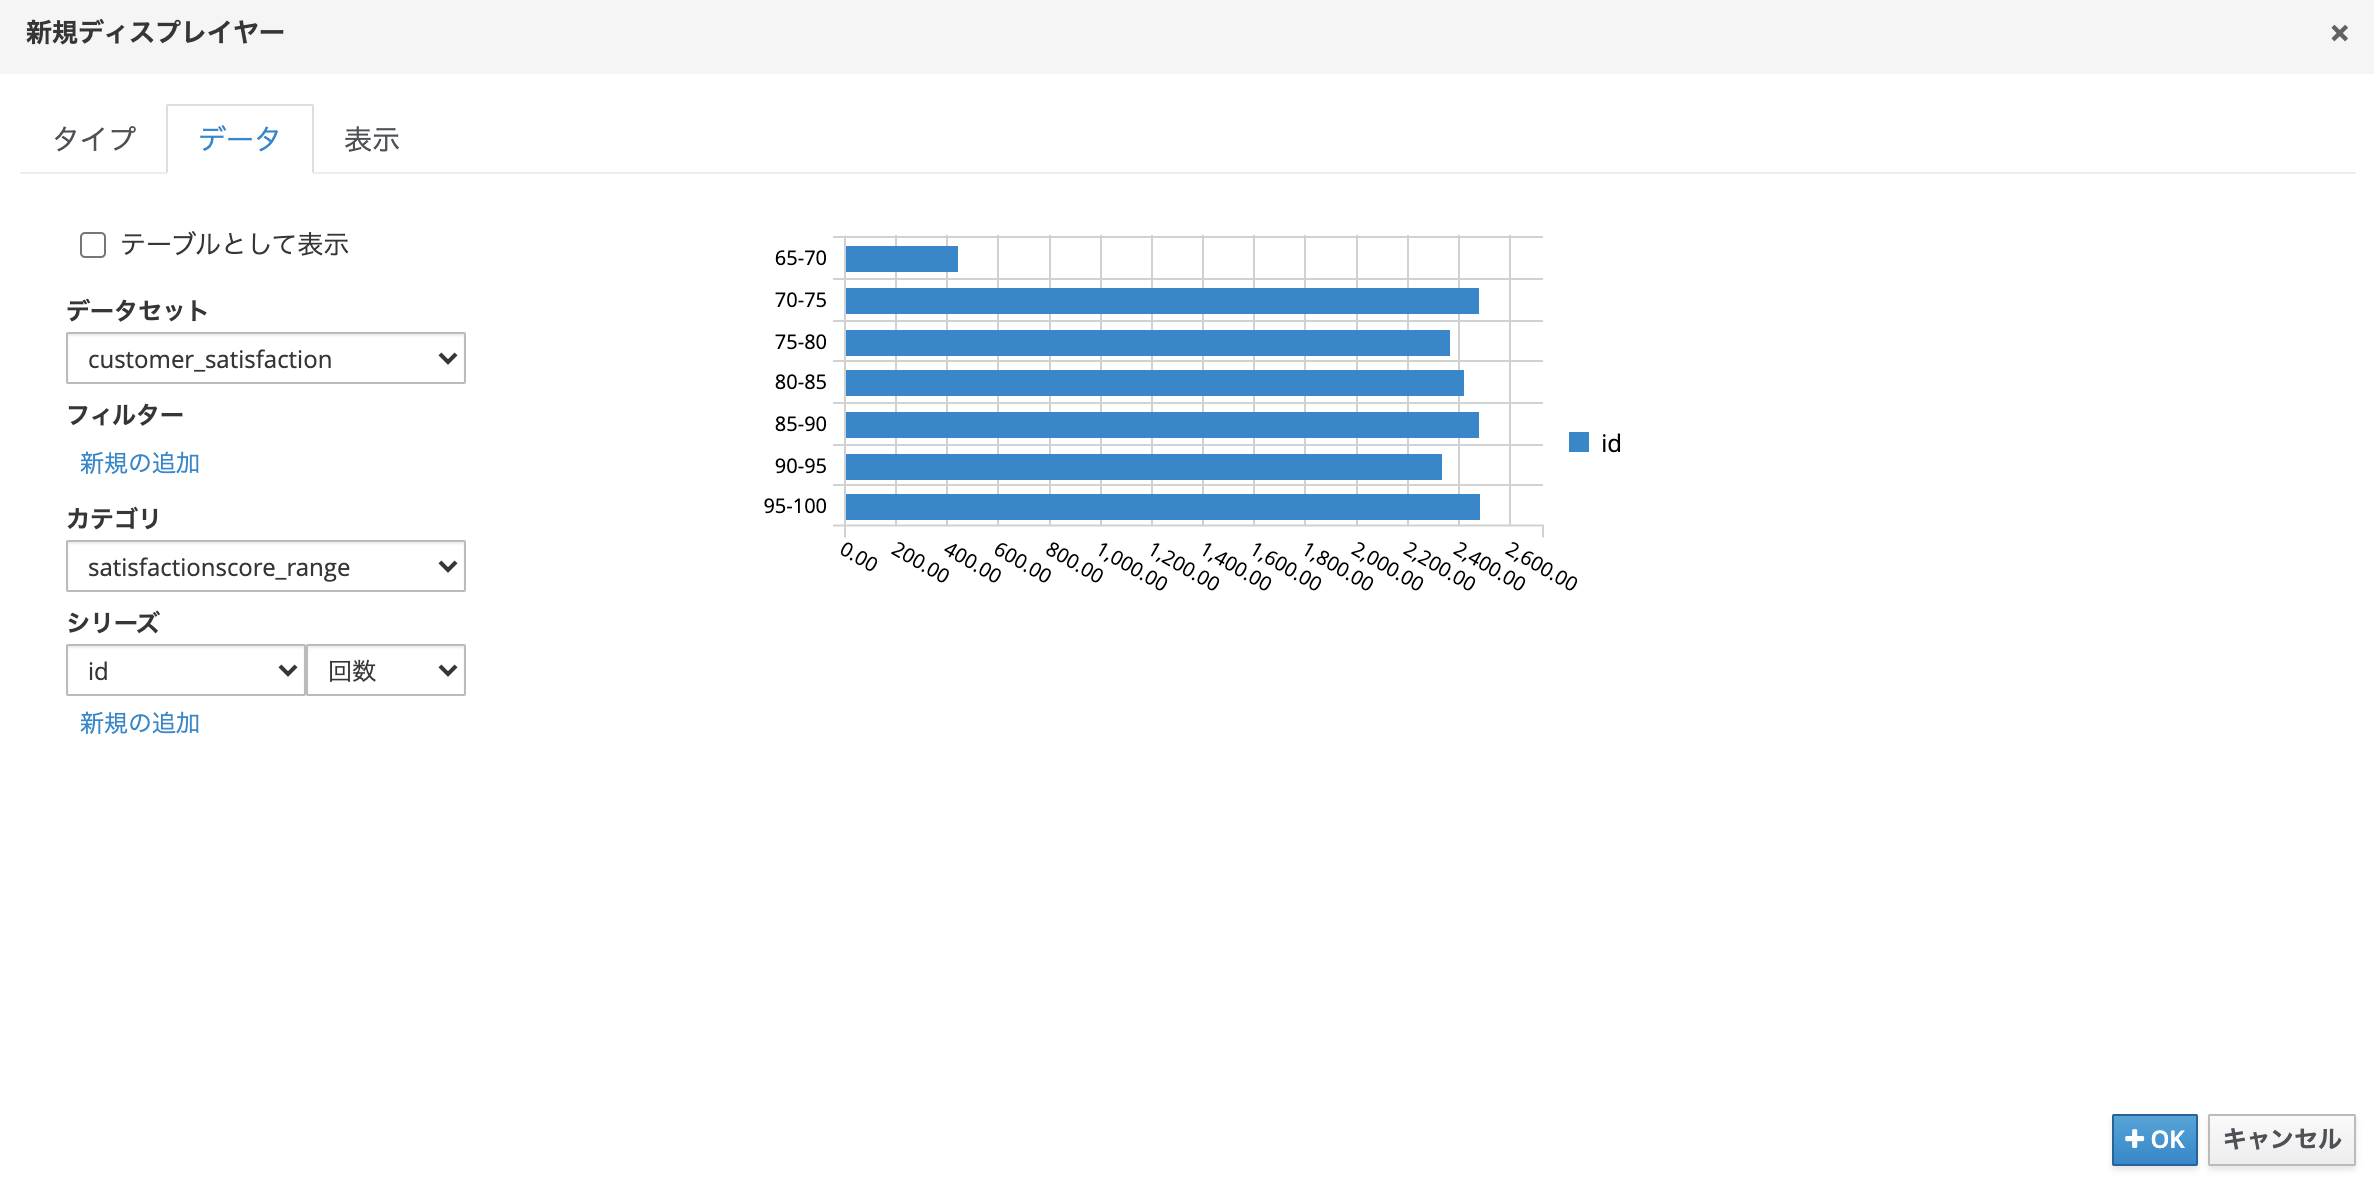 新規ディスプレイヤー
×
タイプ
データ
表示
テーブルとして表示
データセット
customer_satisfaction
フィルター
新規の追加
カテゴリ
satisfactionscore_range
シリーズ
id
回数
新規の追加
65-70
70-75
75-80
80-85
85-90
90-95
95-100
0.00
200.00
400.00
600.00
800.00
1,000.00
1,200.00
1,400.00
1,600.00
1,800.00
2,000.00
2,200.00
2,400.00
2,600.00
id
+ OK
キャンセル